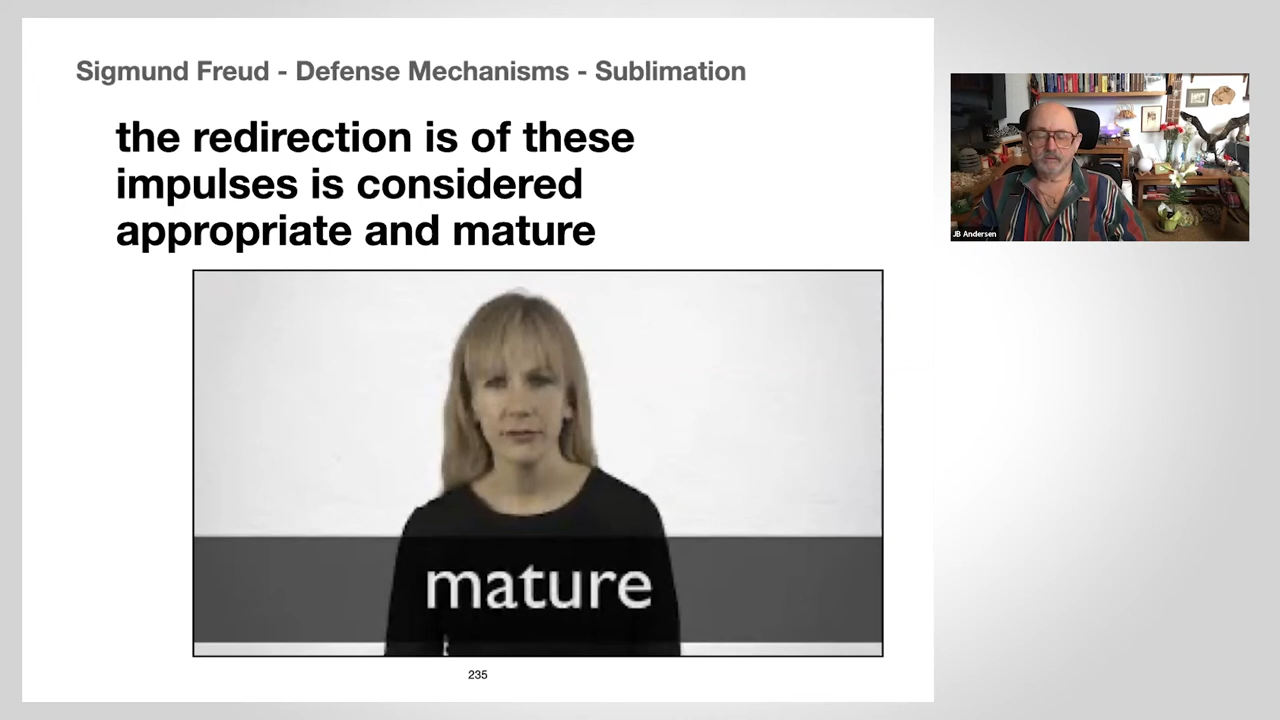 Sigmund Freud - Defense Mechanisms - Sublimation
the redirection is of these
impulses is considered
appropriate and mature
mature
235
JB Andersen